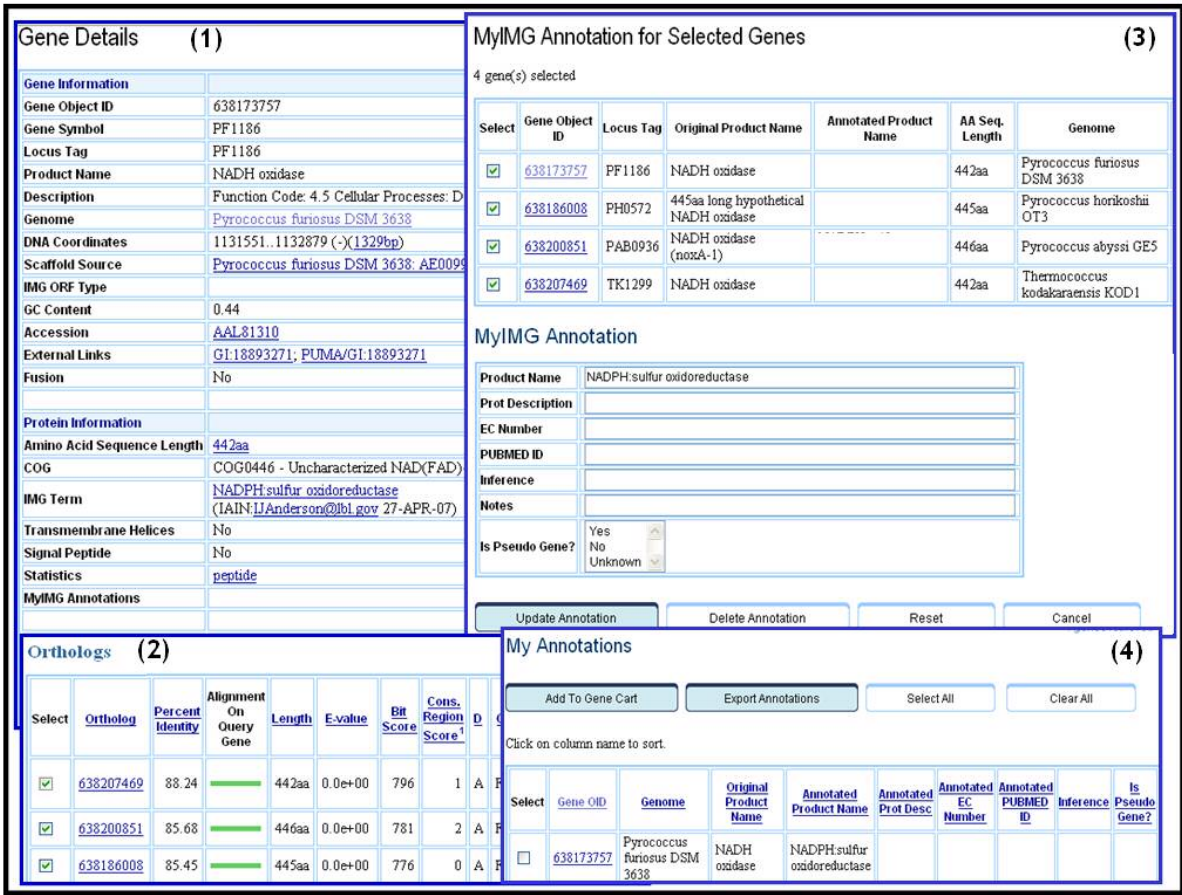 Gene Details (1)
Gene Information
Gene Object ID 638173757
Gene Symbol PF1186
Locus Tag PF1186
Product Name NADH oxidase
Description Function Code: 4.5 Cellular Processes: D
Genome Pyrococcus furiosus DSM 3638
DNA Coordinates 1131551..1132879 (-)(1329bp)
Scaffold Source Pyrococcus furiosus DSM 3638: AE0099
IMG ORF Type
GC Content 0.44
Accession AAL81310
External Links GI:18893271; PUMA/GI:18893271
Fusion No
Protein Information
Amino Acid Sequence Length 442aa
COG COG0446 - Uncharacterized NAD(FAD)-
IMG Term NADPH:sulfur oxidoreductase
(IAIN:IJAnderson@lbl.gov 27-APR-07)
Transmembrane Helices No
Signal Peptide No
Statistics peptide
MyIMG Annotations
Orthologs (2)
Select Ortholog Percent Identity Alignment On Query Gene Length E-value Bit Score Cons. Region Score1 D
638207469 88.24 442aa 0.0e+00 796 1 A
638200851 85.68 446aa 0.0e+00 781 2 A
638186008 85.45 445aa 0.0e+00 776 0 A
MyIMG Annotation for Selected Genes (3)
4 gene(s) selected
Select Gene Object ID Locus Tag Original Product Name Annotated Product Name AA Seq. Length Genome
638173757 PF1186 NADH oxidase 442aa Pyrococcus furiosus DSM 3638
638186008 PH0572 445aa long hypothetical NADH oxidase 445aa Pyrococcus horikoshii OT3
638200851 PAB0936 NADH oxidase (noxA-1) 446aa Pyrococcus abyssi GE5
638207469 TK1299 NADH oxidase 442aa Thermococcus kodakaraensis KOD1
MyIMG Annotation
Product Name NADPH:sulfur oxidoreductase
Prot Description
EC Number
PUBMED ID
Inference
Notes
Is Pseudo Gene? Yes
No
Unknown
Update Annotation Delete Annotation Reset Cancel
My Annotations (4)
Add To Gene Cart Export Annotations Select All Clear All
Click on column name to sort.
Select Gene OID Genome Original Product Name Annotated Product Name Annotated Prot Desc Annotated EC Number Annotated PUBMED ID Inference Is Pseudo Gene?
638173757 Pyrococcus furiosus DSM 3638 NADH oxidase NADPH:sulfur oxidoreductase